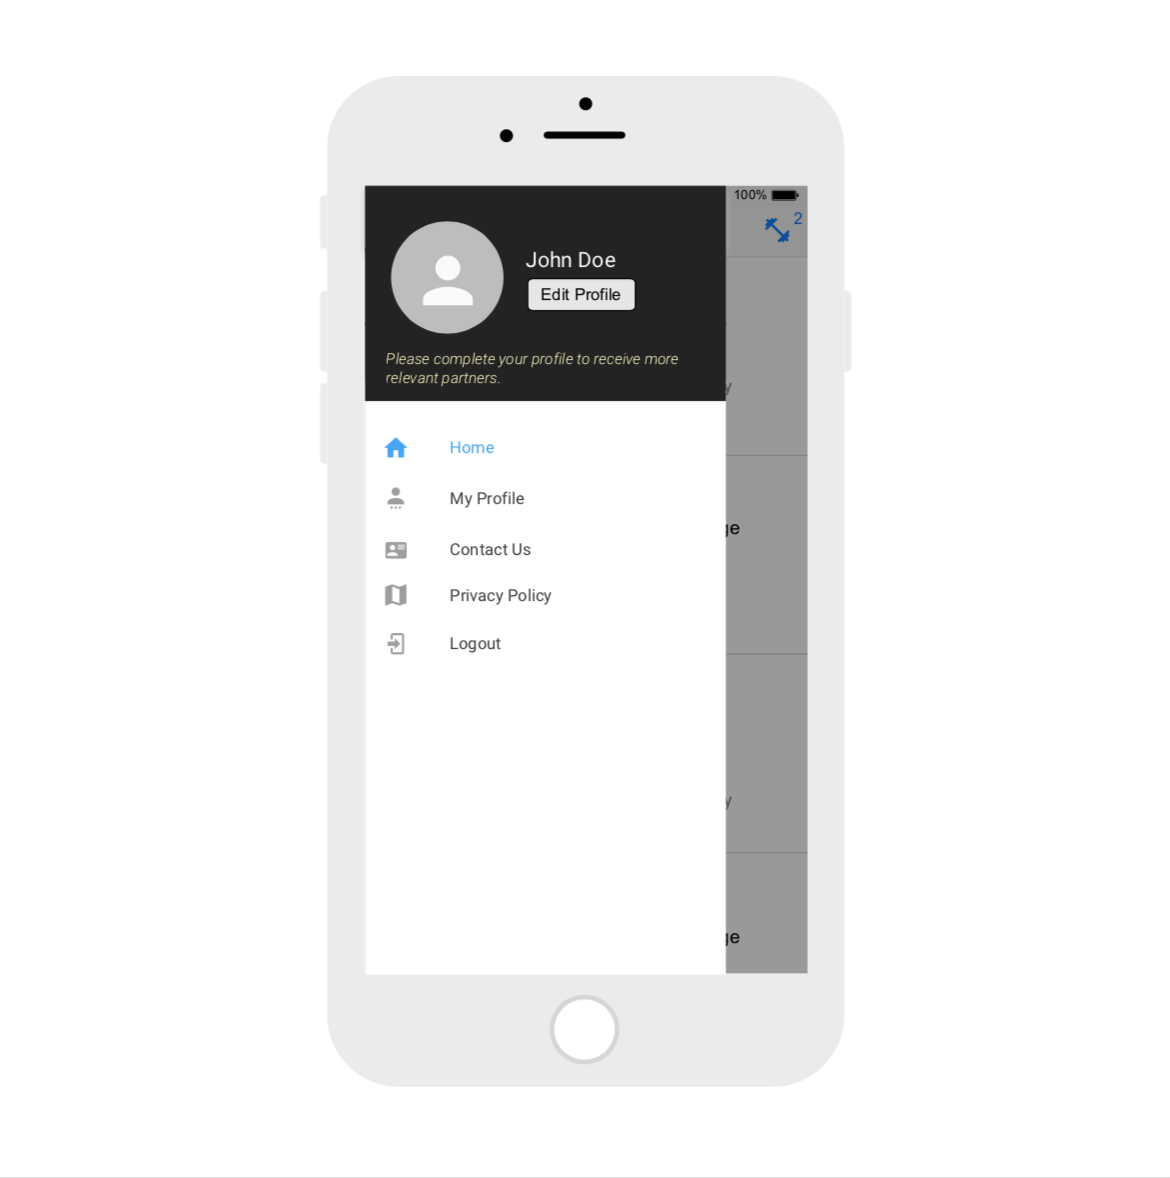 100%
2
John Doe
Edit Profile
Please complete your profile to receive more
relevant partners.
y
Home
My Profile
ge
Contact Us
Privacy Policy
Logout
y
ge